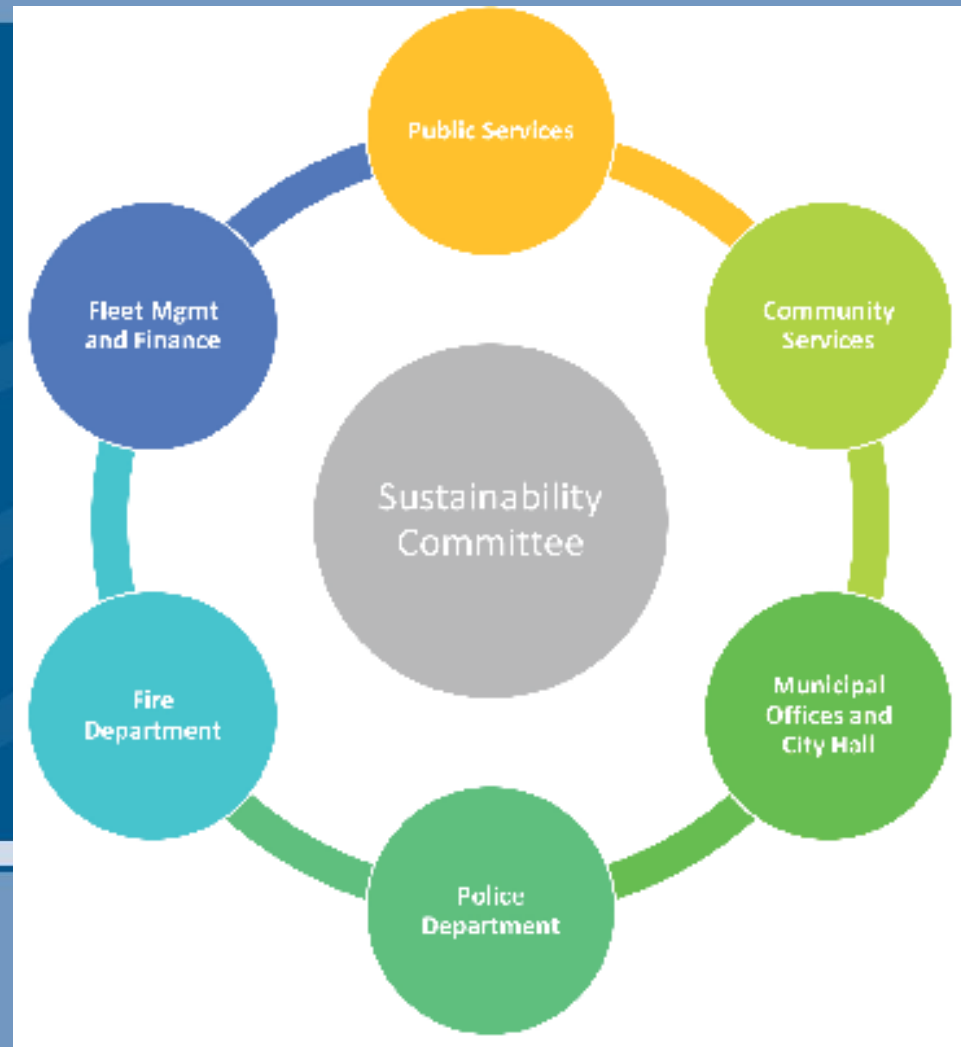 Public Services
Community
Services
Municipal
Offices and
City Hall
Police
Department
Fire
Department
Fleet Mgmt
and Finance
Sustainability
Committee